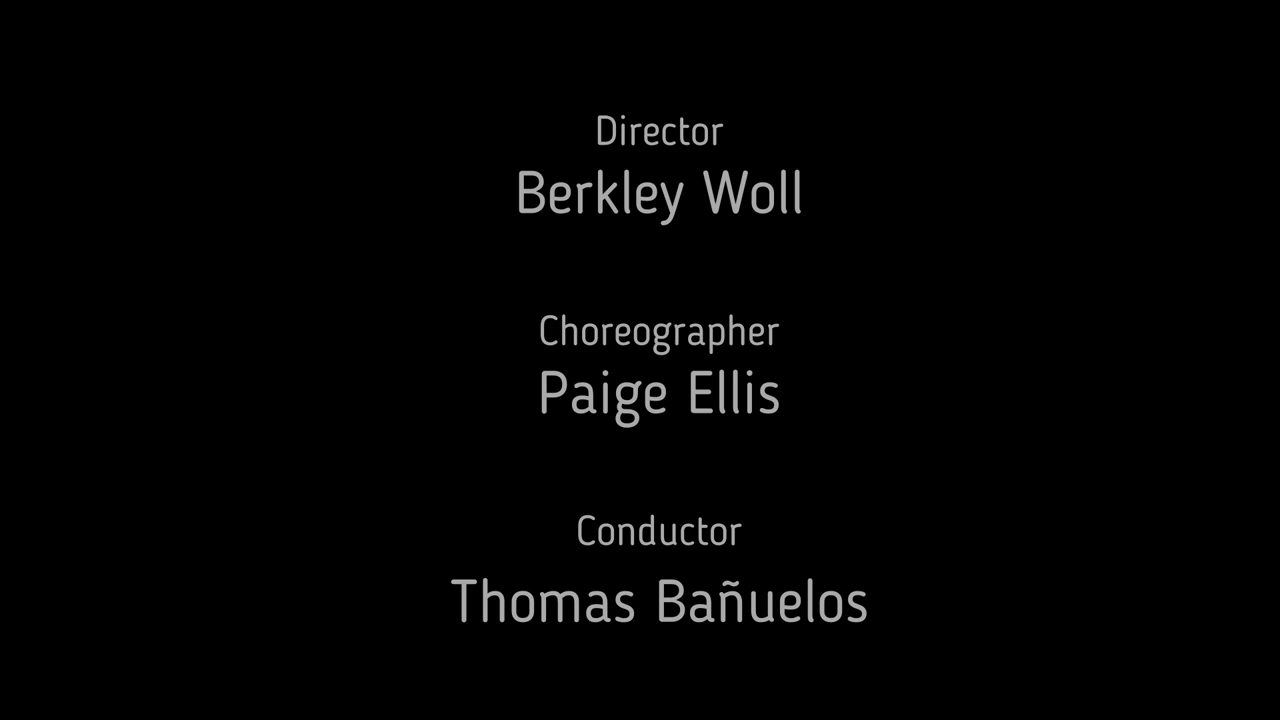 Director
Berkley Woll
Choreographer
Paige Ellis
Conductor
Thomas Bañuelos